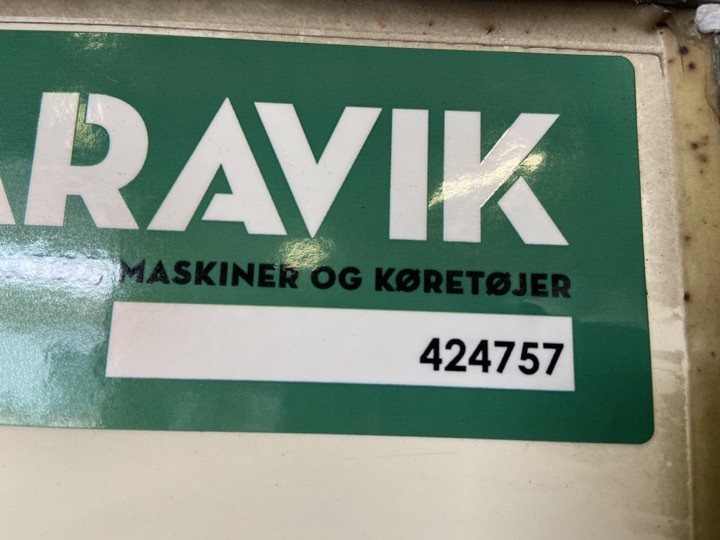 ARAVIK
MASKINER OG KØRETØJER
424757